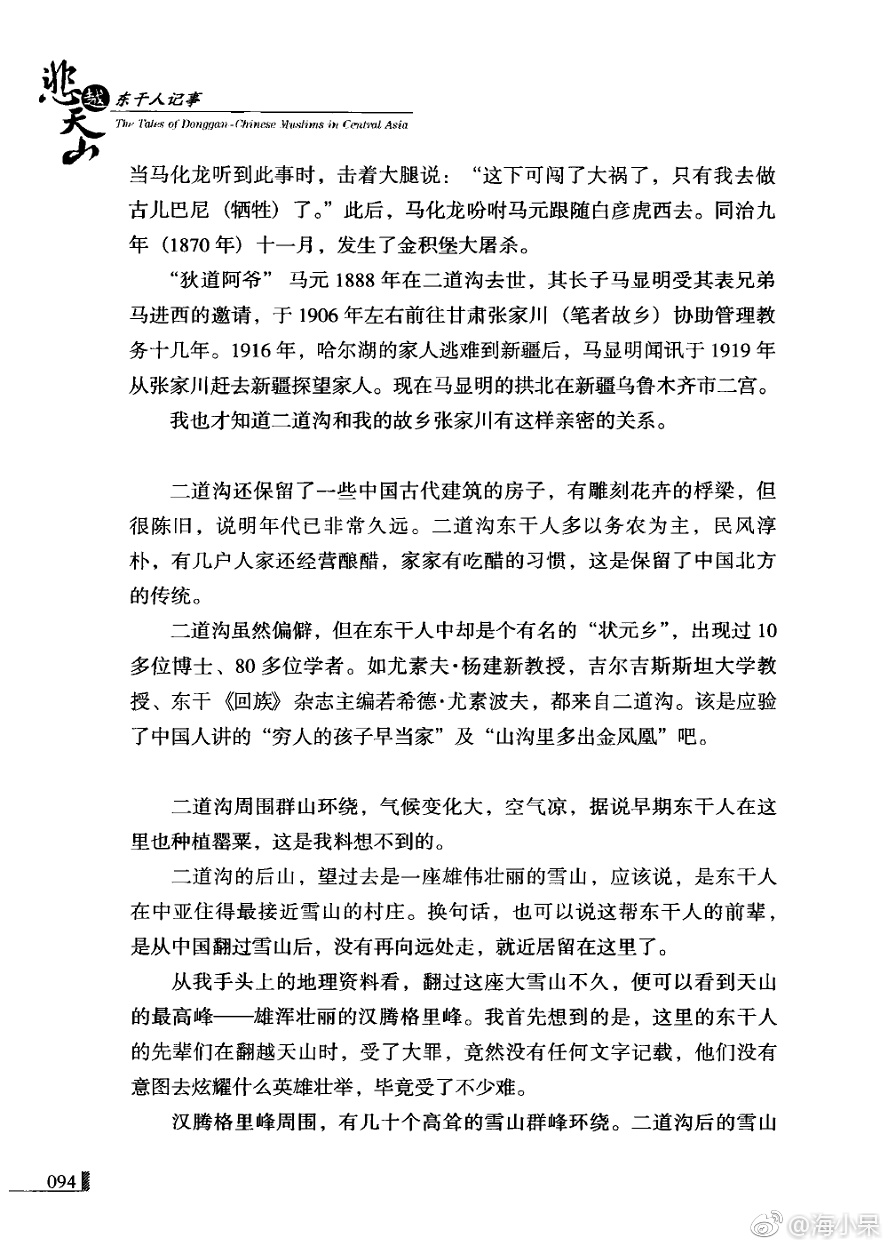 悲越天山
东干人记事
The Tales of Donggan-Chinese Muslims in Central Asia
当马化龙听到此事时，击着大腿说：“这下可闯了大祸了，只有我去做
古儿巴尼（牺牲）了。”此后，马化龙吩咐马元跟随白彦虎西去。同治九
年（1870 年）十一月，发生了金积堡大屠杀。
“狄道阿爷” 马元 1888 年在二道沟去世，其长子马显明受其表兄弟
马进西的邀请，于 1906 年左右前往甘肃张家川（笔者故乡）协助管理教
务十几年。1916 年，哈尔湖的家人逃难到新疆后，马显明闻讯于 1919 年
从张家川赶去新疆探望家人。现在马显明的拱北在新疆乌鲁木齐市二宫。
我也才知道二道沟和我的故乡张家川有这样亲密的关系。
二道沟还保留了一些中国古代建筑的房子，有雕刻花卉的桴梁，但
很陈旧，说明年代已非常久远。二道沟东干人多以务农为主，民风淳
朴，有几户人家还经营酿醋，家家有吃醋的习惯，这是保留了中国北方
的传统。
二道沟虽然偏僻，但在东干人中却是个有名的“状元乡”，出现过 10
多位博士、80 多位学者。如尤素夫·杨建新教授，吉尔吉斯斯坦大学教
授、东干《回族》杂志主编若希德·尤素波夫，都来自二道沟。该是应验
了中国人讲的“穷人的孩子早当家”及“山沟里多出金凤凰”吧。
二道沟周围群山环绕，气候变化大，空气凉，据说早期东干人在这
里也种植罂粟，这是我料想不到的。
二道沟的后山，望过去是一座雄伟壮丽的雪山，应该说，是东干人
在中亚住得最接近雪山的村庄。换句话，也可以说这帮东干人的前辈，
是从中国翻过雪山后，没有再向远处走，就近居留在这里了。
从我手头上的地理资料看，翻过这座大雪山不久，便可以看到天山
的最高峰——雄浑壮丽的汉腾格里峰。我首先想到的是，这里的东干人
的先辈们在翻越天山时，受了大罪，竟然没有任何文字记载，他们没有
意图去炫耀什么英雄壮举，毕竟受了不少难。
汉腾格里峰周围，有几十个高耸的雪山群峰环绕。二道沟后的雪山
094
@海小呆